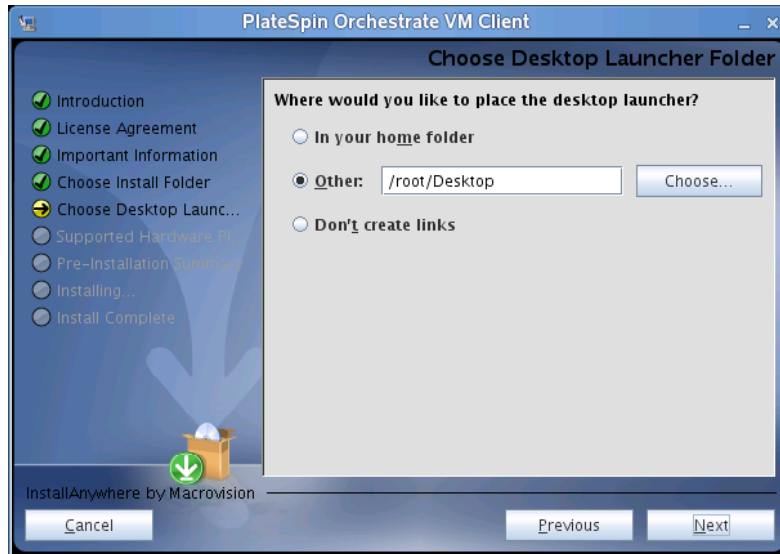 PlateSpin Orchestrate VM Client
Choose Desktop Launcher Folder
Introduction
License Agreement
Important Information
Choose Install Folder
Choose Desktop Launc...
Supported Hardware Pl...
Pre-Installation Summary
Installing...
Install Complete
Where would you like to place the desktop launcher?
In your home folder
Other: /root/Desktop Choose...
Don't create links
InstallAnywhere by Macrovision
Cancel Previous Next